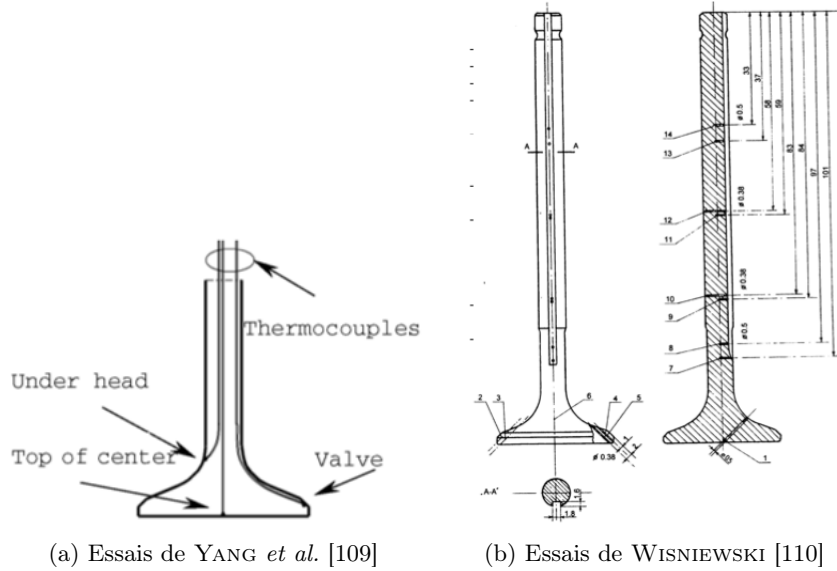 Thermocouples
Under head
Top of center
Valve
(a) Essais de YANG et al. [109]
33
37
58
59
83
84
97
101
ø 0.5
14
13
A
A
12
11
ø 0.38
10
9
ø 0.38
ø 0.5
8
7
2
3
6
4
5
1
ø 0.38
A-A
1.6
1.8
(b) Essais de WISNIEWSKI [110]